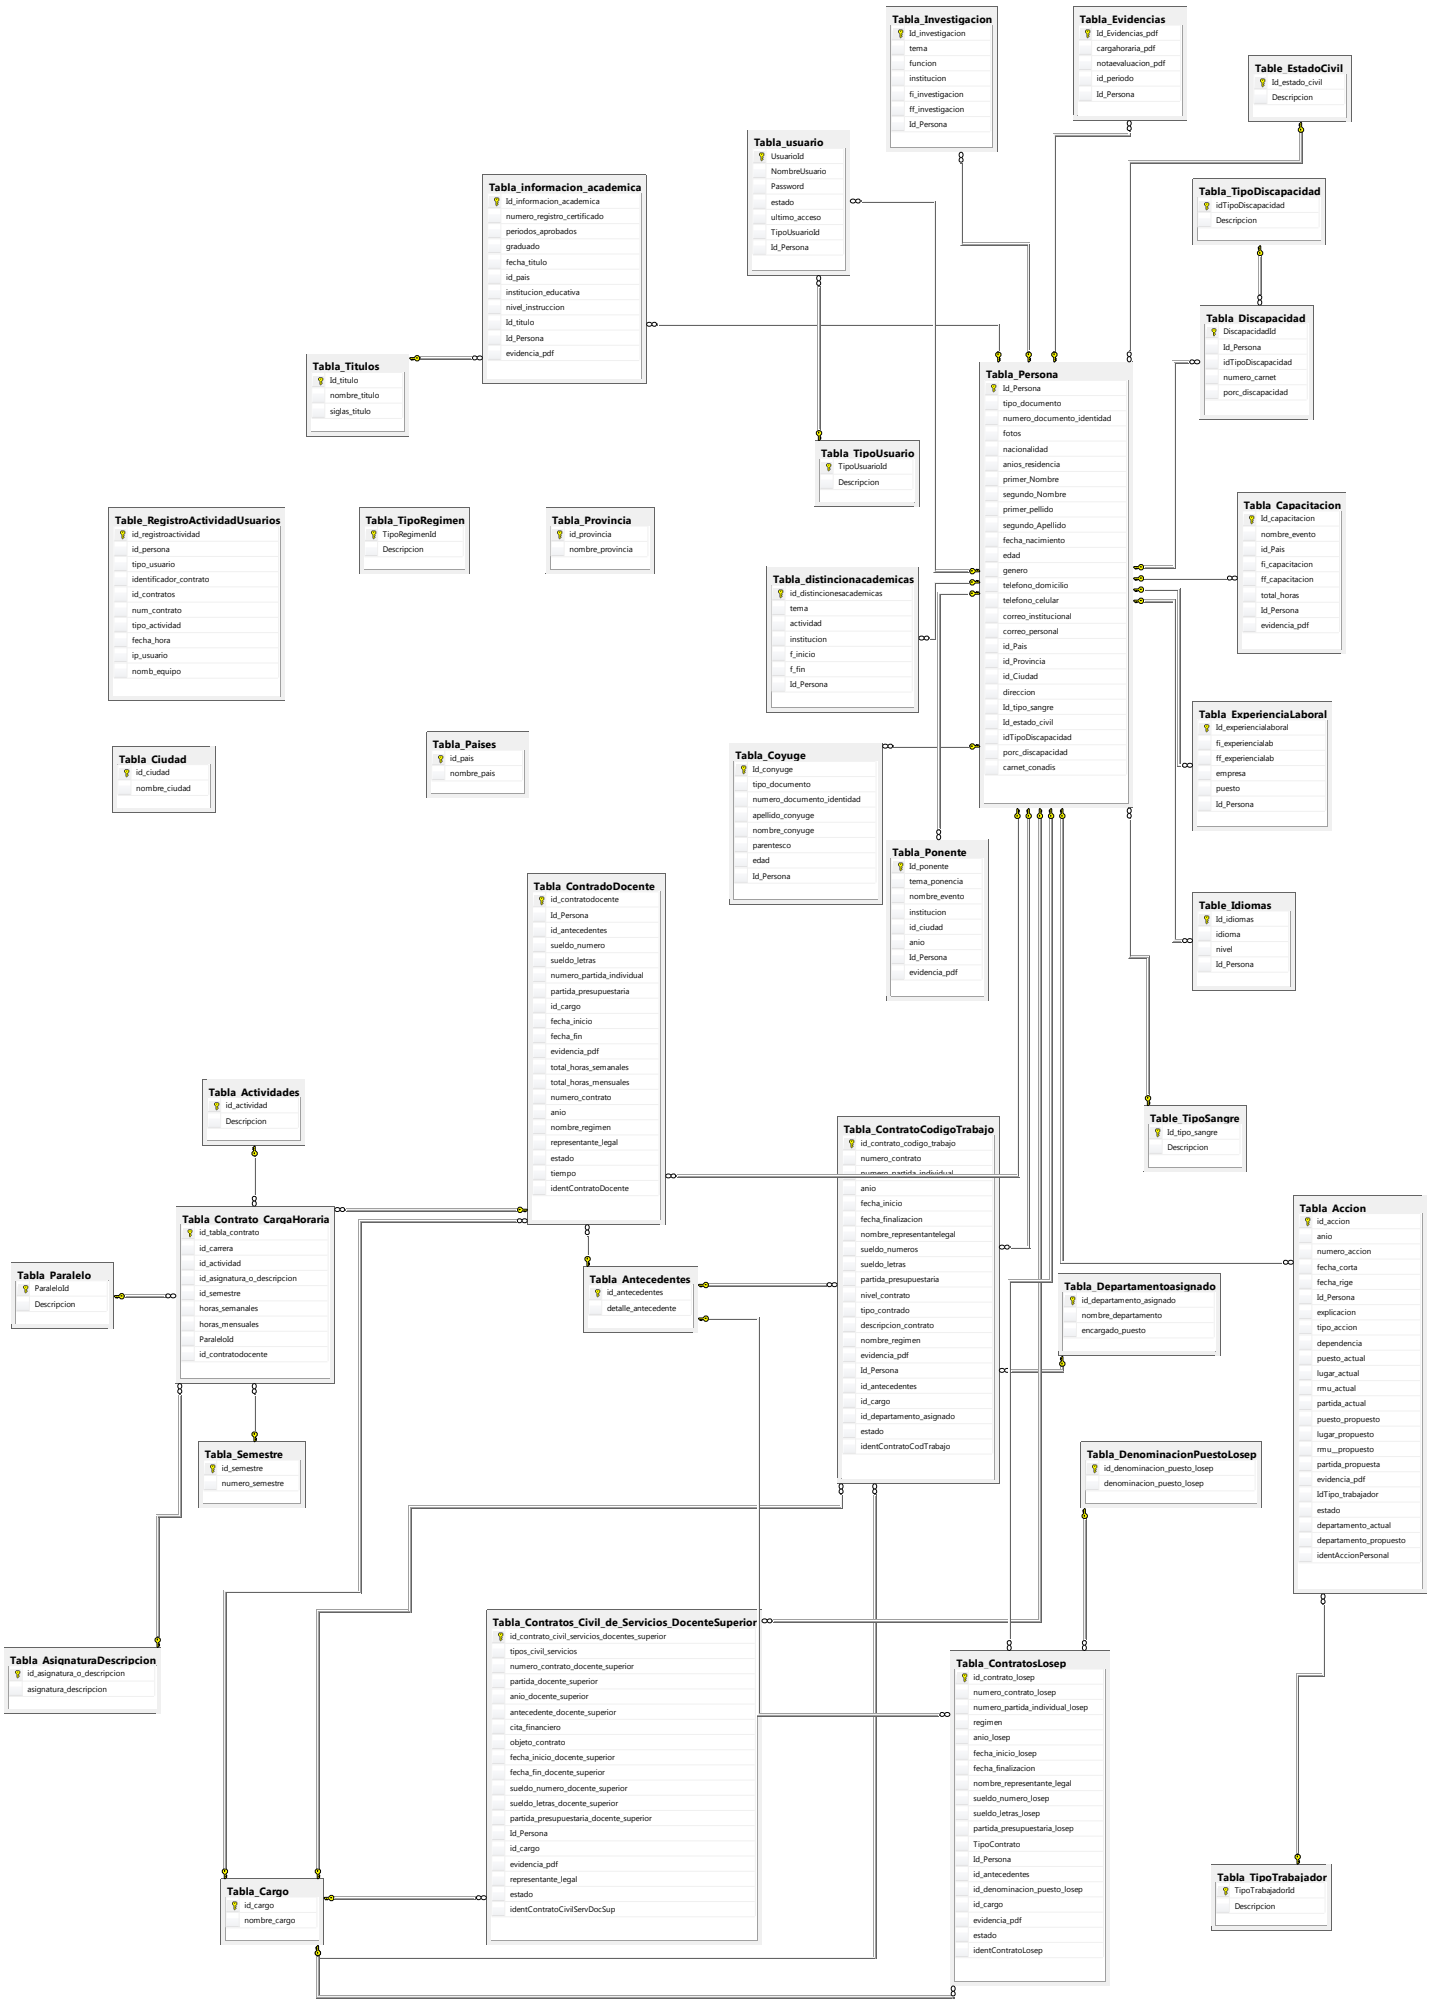 Tabla_Investigacion
Id_investigacion
tema
funcion
institucion
fi_investigacion
ff_investigacion
Id_Persona
Tabla_Evidencias
Id_Evidencias_pdf
cargahoraria_pdf
notaevaluacion_pdf
id_periodo
Id_Persona
Table_EstadoCivil
Id_estado_civil
Descripcion
Tabla_usuario
UsuarioId
NombreUsuario
Password
estado
ultimo_acceso
TipoUsuarioId
Id_Persona
Tabla_informacion_academica
Id_informacion_academica
numero_registro_certificado
periodos_aprobados
graduado
fecha_titulo
id_pais
institucion_educativa
nivel_instruccion
Id_titulo
Id_Persona
evidencia_pdf
Tabla_TipoDiscapacidad
idTipoDiscapacidad
Descripcion
Tabla_Discapacidad
DiscapacidadId
Id_Persona
idTipoDiscapacidad
numero_carnet
porc_discapacidad
Tabla_Titulos
Id_titulo
nombre_titulo
siglas_titulo
Tabla_Persona
Id_Persona
tipo_documento
numero_documento_identidad
fotos
nacionalidad
anios_residencia
primer_Nombre
segundo_Nombre
primer_pellido
segundo_Apellido
fecha_nacimiento
edad
genero
telefono_domicilio
telefono_celular
correo_institucional
correo_personal
id_Pais
id_Provincia
id_Ciudad
direccion
Id_tipo_sangre
Id_estado_civil
idTipoDiscapacidad
porc_discapacidad
carnet_conadis
Tabla_TipoUsuario
TipoUsuarioId
Descripcion
Table_RegistroActividadUsuarios
id_registroactividad
id_persona
tipo_usuario
identificador_contrato
id_contratos
num_contrato
tipo_actividad
fecha_hora
ip_usuario
nomb_equipo
Tabla_TipoRegimen
TipoRegimenId
Descripcion
Tabla_Provincia
id_provincia
nombre_provincia
Tabla_Capacitacion
Id_capacitacion
nombre_evento
id_Pais
fi_capacitacion
ff_capacitacion
total_horas
Id_Persona
evidencia_pdf
Tabla_distincionacademicas
id_distincionesacademicas
tema
actividad
institucion
f_inicio
f_fin
Id_Persona
Tabla_ExperienciaLaboral
Id_experiencialaboral
fi_experiencialab
ff_experiencialab
empresa
puesto
Id_Persona
Tabla_Ciudad
id_ciudad
nombre_ciudad
Tabla_Paises
id_pais
nombre_pais
Tabla_Coyuge
Id_conyuge
tipo_documento
numero_documento_identidad
apellido_conyuge
nombre_conyuge
parentesco
edad
Id_Persona
Tabla_Ponente
Id_ponente
tema_ponencia
nombre_evento
institucion
id_ciudad
anio
Id_Persona
evidencia_pdf
Table_Idiomas
Id_idiomas
idioma
nivel
Id_Persona
Tabla_ContradoDocente
id_contratodocente
Id_Persona
id_antecedentes
sueldo_numero
sueldo_letras
numero_partida_individual
partida_presupuestaria
id_cargo
fecha_inicio
fecha_fin
evidencia_pdf
total_horas_semanales
total_horas_mensuales
numero_contrato
anio
nombre_regimen
representante_legal
estado
tiempo
identContratoDocente
Tabla_Actividades
id_actividad
Descripcion
Table_TipoSangre
Id_tipo_sangre
Descripcion
Tabla_ContratoCodigoTrabajo
id_contrato_codigo_trabajo
numero_contrato
numero_partida_individual
anio
fecha_inicio
fecha_finalizacion
nombre_representantelegal
sueldo_numeros
sueldo_letras
partida_presupuestaria
nivel_contrato
tipo_contrado
descripcion_contrato
nombre_regimen
evidencia_pdf
Id_Persona
id_antecedentes
id_cargo
id_departamento_asignado
estado
identContratoCodTrabajo
Tabla_Accion
id_accion
anio
numero_accion
fecha_corta
fecha_rige
Id_Persona
explicacion
tipo_accion
dependencia
puesto_actual
lugar_actual
rmu_actual
partida_actual
puesto_propuesto
lugar_propuesto
rmu__propuesto
partida_propuesta
evidencia_pdf
IdTipo_trabajador
estado
departamento_actual
departamento_propuesto
identAccionPersonal
Tabla_Contrato_CargaHoraria
id_tabla_contrato
id_carrera
id_actividad
id_asignatura_o_descripcion
id_semestre
horas_semanales
horas_mensuales
ParaleloId
id_contratodocente
Tabla_Paralelo
ParaleloId
Descripcion
Tabla_Antecedentes
id_antecedentes
detalle_antecedente
Tabla_Departamentoasignado
id_departamento_asignado
nombre_departamento
encargado_puesto
Tabla_Semestre
id_semestre
numero_semestre
Tabla_DenominacionPuestoLosep
id_denominacion_puesto_losep
denominacion_puesto_losep
Tabla_Contratos_Civil_de_Servicios_DocenteSuperior
id_contrato_civil_servicios_docentes_superior
tipos_civil_servicios
numero_contrato_docente_superior
partida_docente_superior
anio_docente_superior
antecedente_docente_superior
cita_financiero
objeto_contrato
fecha_inicio_docente_superior
fecha_fin_docente_superior
sueldo_numero_docente_superior
sueldo_letras_docente_superior
partida_presupuestaria_docente_superior
Id_Persona
id_cargo
evidencia_pdf
representante_legal
estado
identContratoCivilServDocSup
Tabla_AsignaturaDescripcion
id_asignatura_o_descripcion
asignatura_descripcion
Tabla_ContratosLosep
id_contrato_losep
numero_contrato_losep
numero_partida_individual_losep
regimen
anio_losep
fecha_inicio_losep
fecha_finalizacion
nombre_representante_legal
sueldo_numero_losep
sueldo_letras_losep
partida_presupuestaria_losep
TipoContrato
Id_Persona
id_antecedentes
id_denominacion_puesto_losep
id_cargo
evidencia_pdf
estado
identContratoLosep
Tabla_Cargo
id_cargo
nombre_cargo
Tabla_TipoTrabajador
TipoTrabajadorId
Descripcion